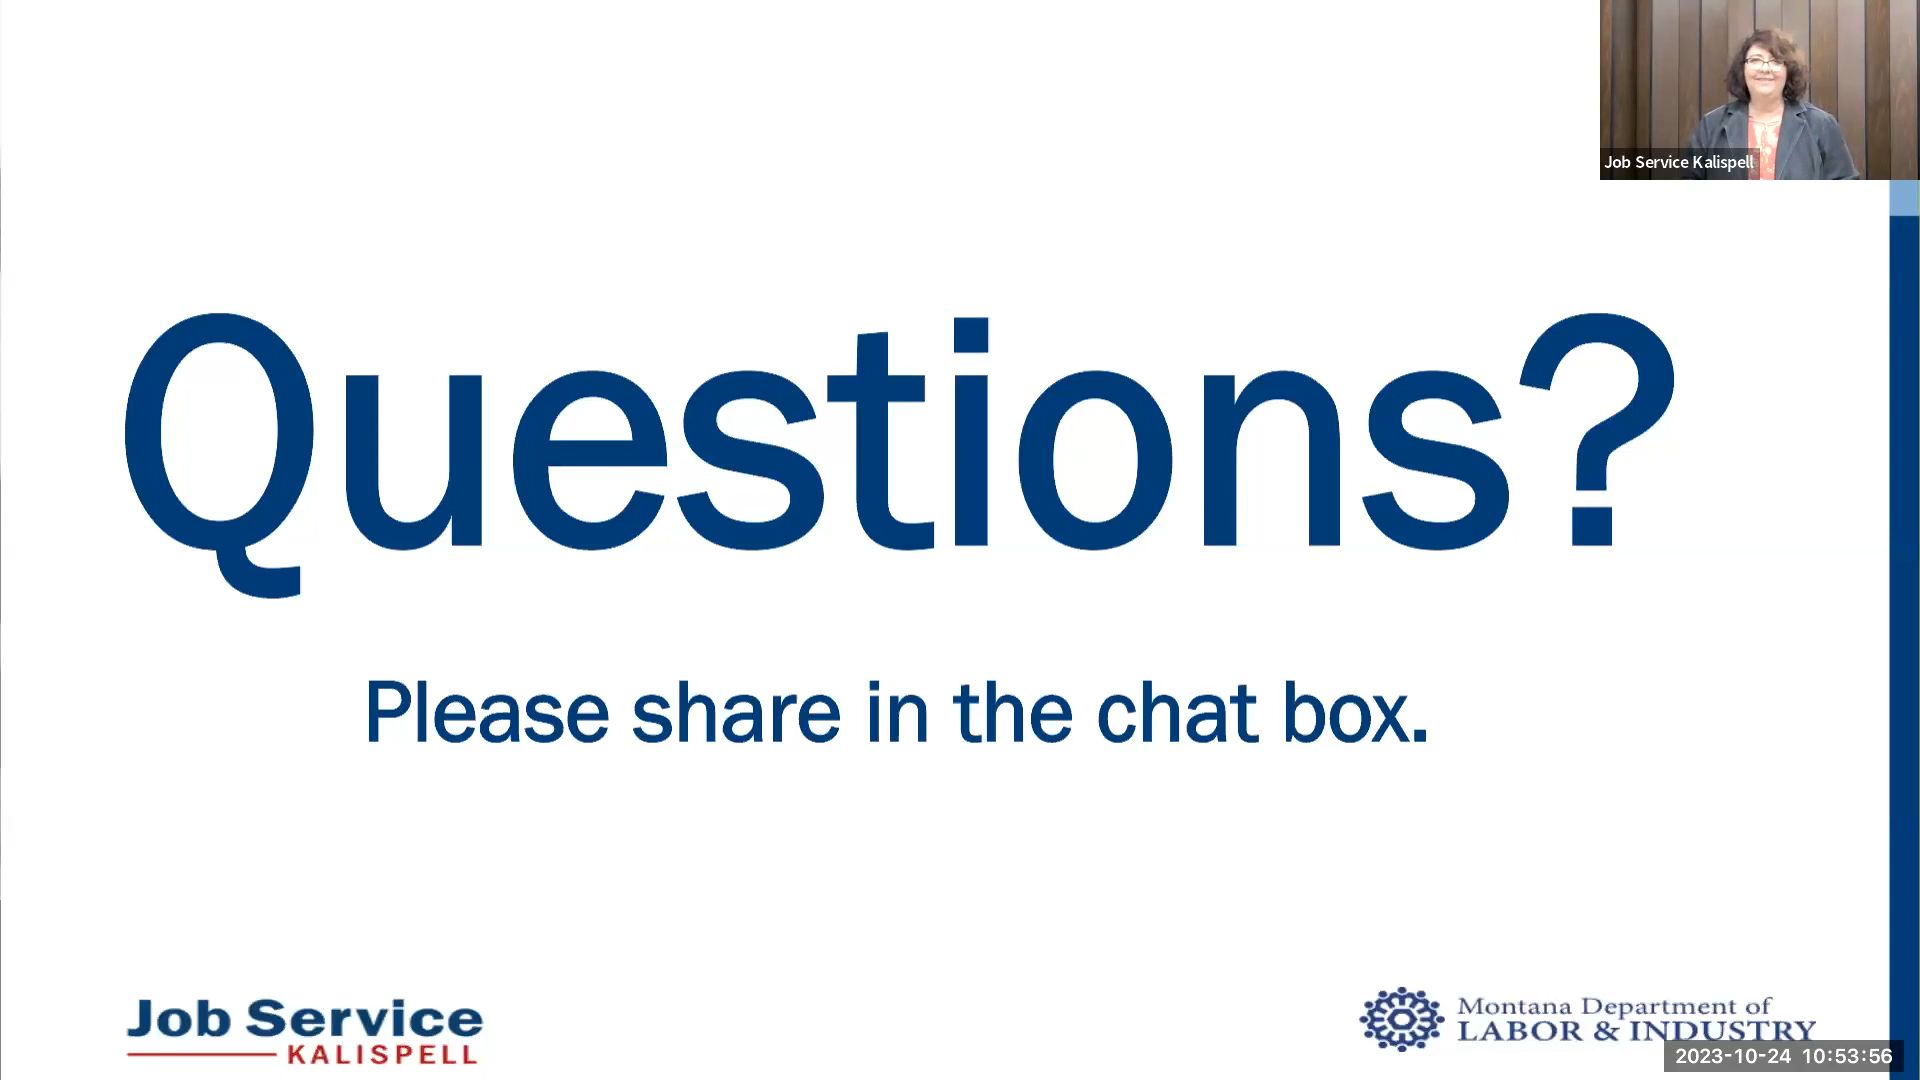 Job Service Kalispell
Questions?
Please share in the chat box.
Job Service
KALISPELL
Montana Department of
LABOR & INDUSTRY
2023-10-24 10:53:56